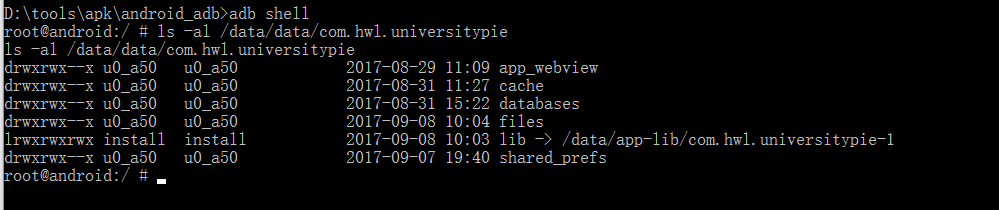 D:\tools\apk\android_adb>adb shell
root@android:/ # ls -al /data/data/com.hwl.universitypie
ls -al /data/data/com.hwl.universitypie
drwxrwx--x u0_a50   u0_a50            2017-08-29 11:09 app_webview
drwxrwx--x u0_a50   u0_a50            2017-08-31 11:27 cache
drwxrwx--x u0_a50   u0_a50            2017-08-31 15:22 databases
drwxrwx--x u0_a50   u0_a50            2017-09-08 10:04 files
lrwxrwxrwx install  install           2017-09-08 10:03 lib -> /data/app-lib/com.hwl.universitypie-1
drwxrwx--x u0_a50   u0_a50            2017-09-07 19:40 shared_prefs
root@android:/ #